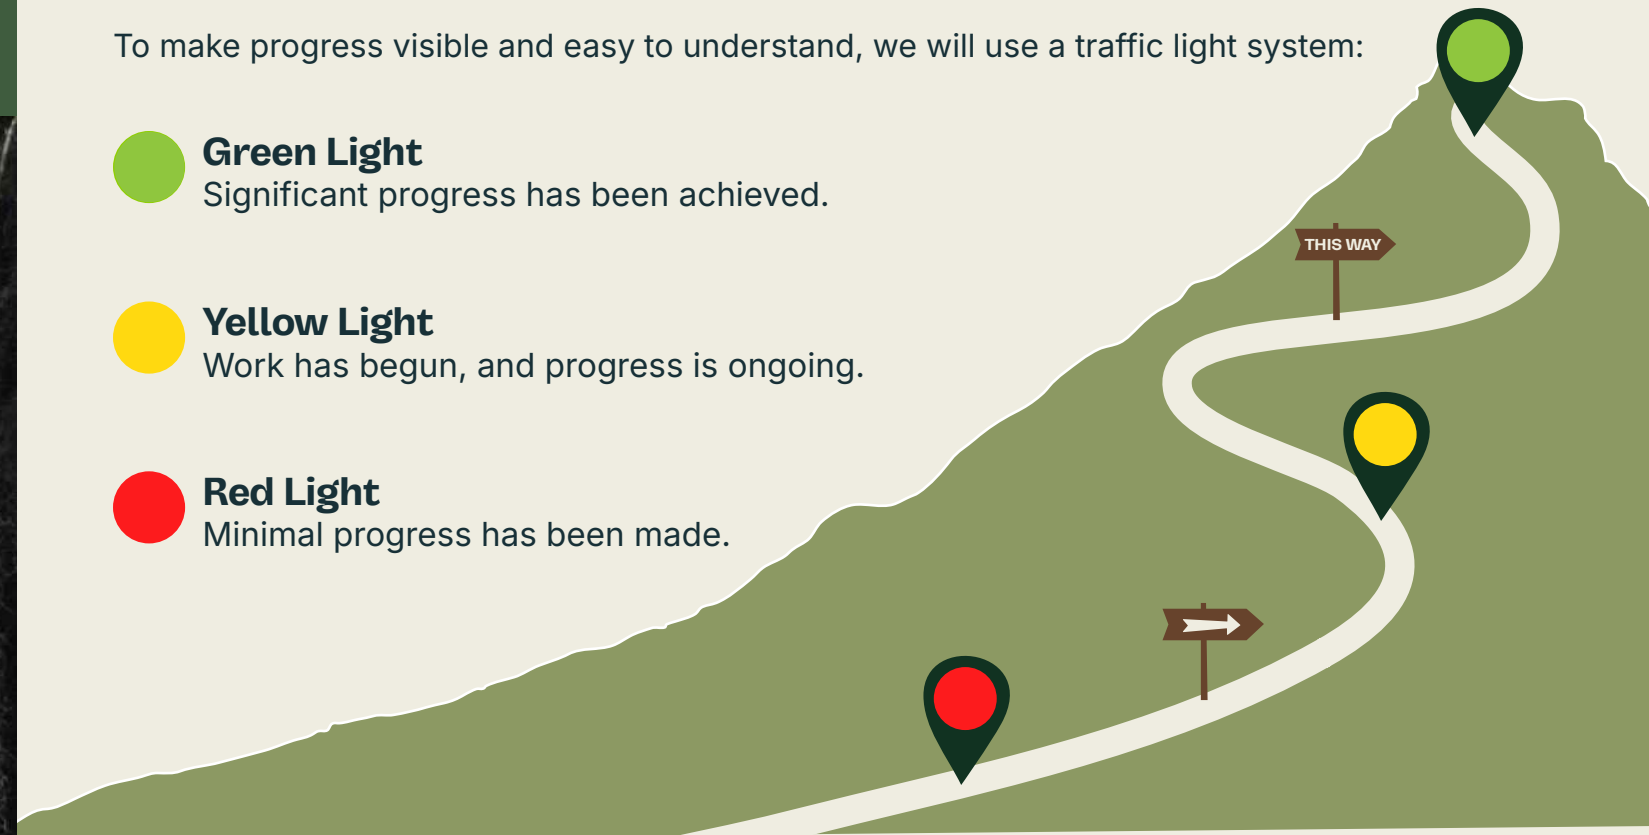 To make progress visible and easy to understand, we will use a traffic light system:
Green Light
Significant progress has been achieved.
THIS WAY
Yellow Light
Work has begun, and progress is ongoing.
Red Light
Minimal progress has been made.